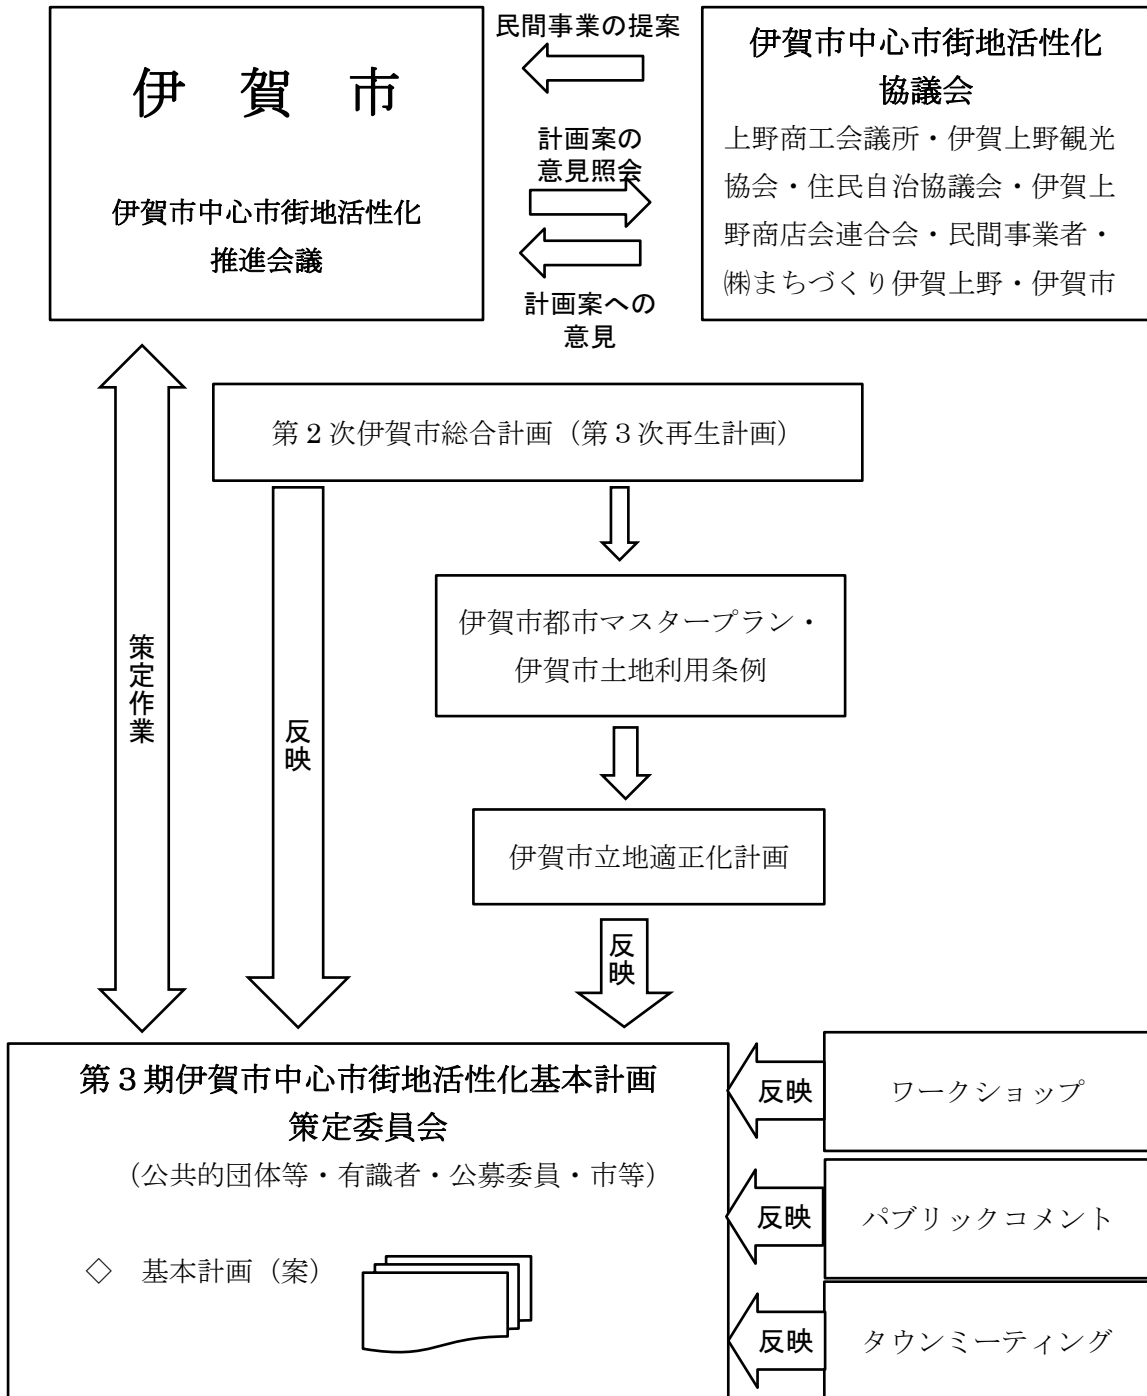 伊　賀　市
伊賀市中心市街地活性化
推進会議
民間事業の提案
計画案の
意見照会
計画案への
意見
伊賀市中心市街地活性化
協議会
上野商工会議所・伊賀上野観光
協会・住民自治協議会・伊賀上
野商店会連合会・民間事業者・
㈱まちづくり伊賀上野・伊賀市
第２次伊賀市総合計画（第３次再生計画）
伊賀市都市マスタープラン・
伊賀市土地利用条例
策定作業
反映
伊賀市立地適正化計画
反映
第３期伊賀市中心市街地活性化基本計画
策定委員会
（公共的団体等・有識者・公募委員・市等）
◇　基本計画（案）
反映
ワークショップ
反映
パブリックコメント
反映
タウンミーティング